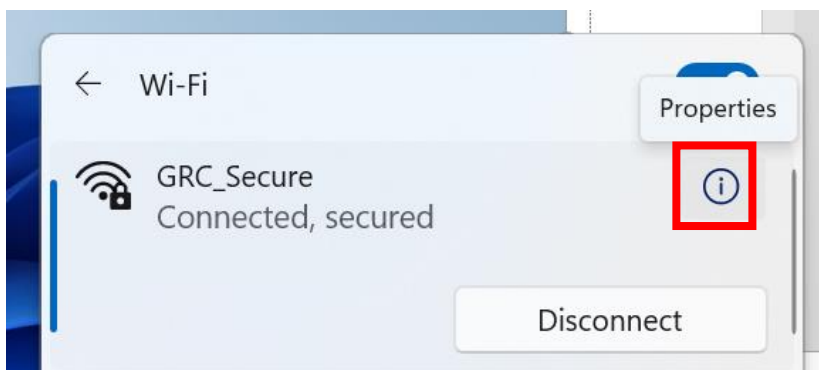 Wi-Fi
Properties
GRC_Secure
Connected, secured
Disconnect